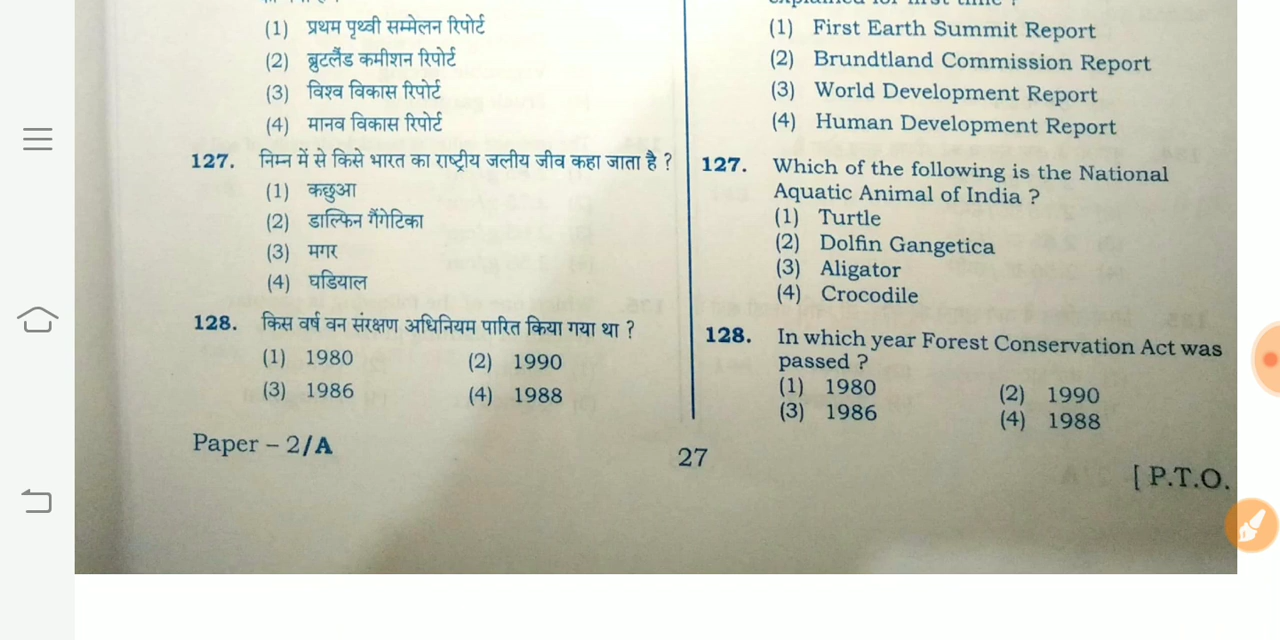 (1) प्रथम पृथ्वी सम्मेलन रिपोर्ट
(2) ब्रुटलैंड कमीशन रिपोर्ट
(3) विश्व विकास रिपोर्ट
(4) मानव विकास रिपोर्ट
127. निम्न में से किसे भारत का राष्ट्रीय जलीय जीव कहा जाता है ?
(1) कछुआ
(2) डाल्फिन गैंगेटिका
(3) मगर
(4) घडियाल
128. किस वर्ष वन संरक्षण अधिनियम पारित किया गया था ?
(1) 1980 (2) 1990
(3) 1986 (4) 1988
(1) First Earth Summit Report
(2) Brundtland Commission Report
(3) World Development Report
(4) Human Development Report
127. Which of the following is the National
Aquatic Animal of India ?
(1) Turtle
(2) Dolfin Gangetica
(3) Aligator
(4) Crocodile
128. In which year Forest Conservation Act was
passed ?
(1) 1980 (2) 1990
(3) 1986 (4) 1988
Paper – 2/A
27
[ P.T.O.